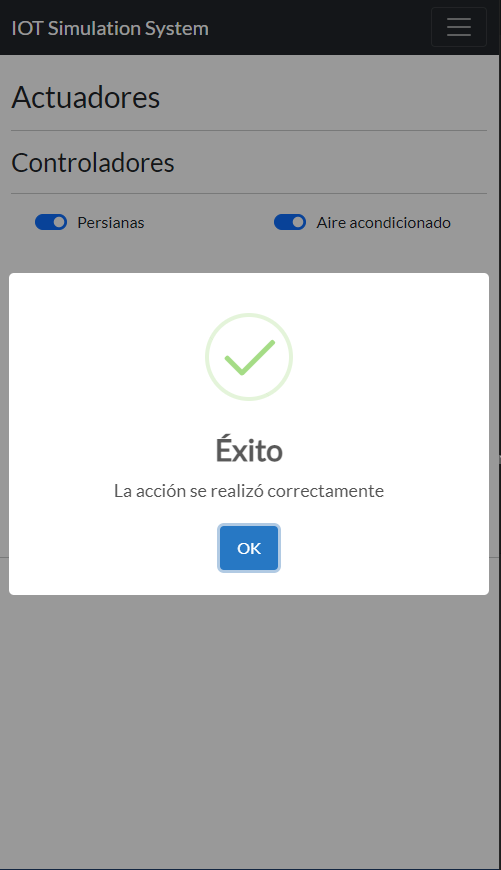 IOT Simulation System
Actuadores
Controladores
Persianas
Aire acondicionado
Éxito
La acción se realizó correctamente
OK